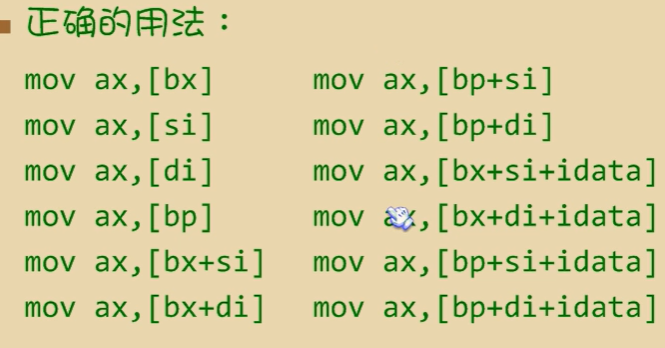 正确的用法：
mov ax,[bx] mov ax,[bp+si]
mov ax,[si] mov ax,[bp+di]
mov ax,[di] mov ax,[bx+si+idata]
mov ax,[bp] mov ax,[bx+di+idata]
mov ax,[bx+si] mov ax,[bp+si+idata]
mov ax,[bx+di] mov ax,[bp+di+idata]